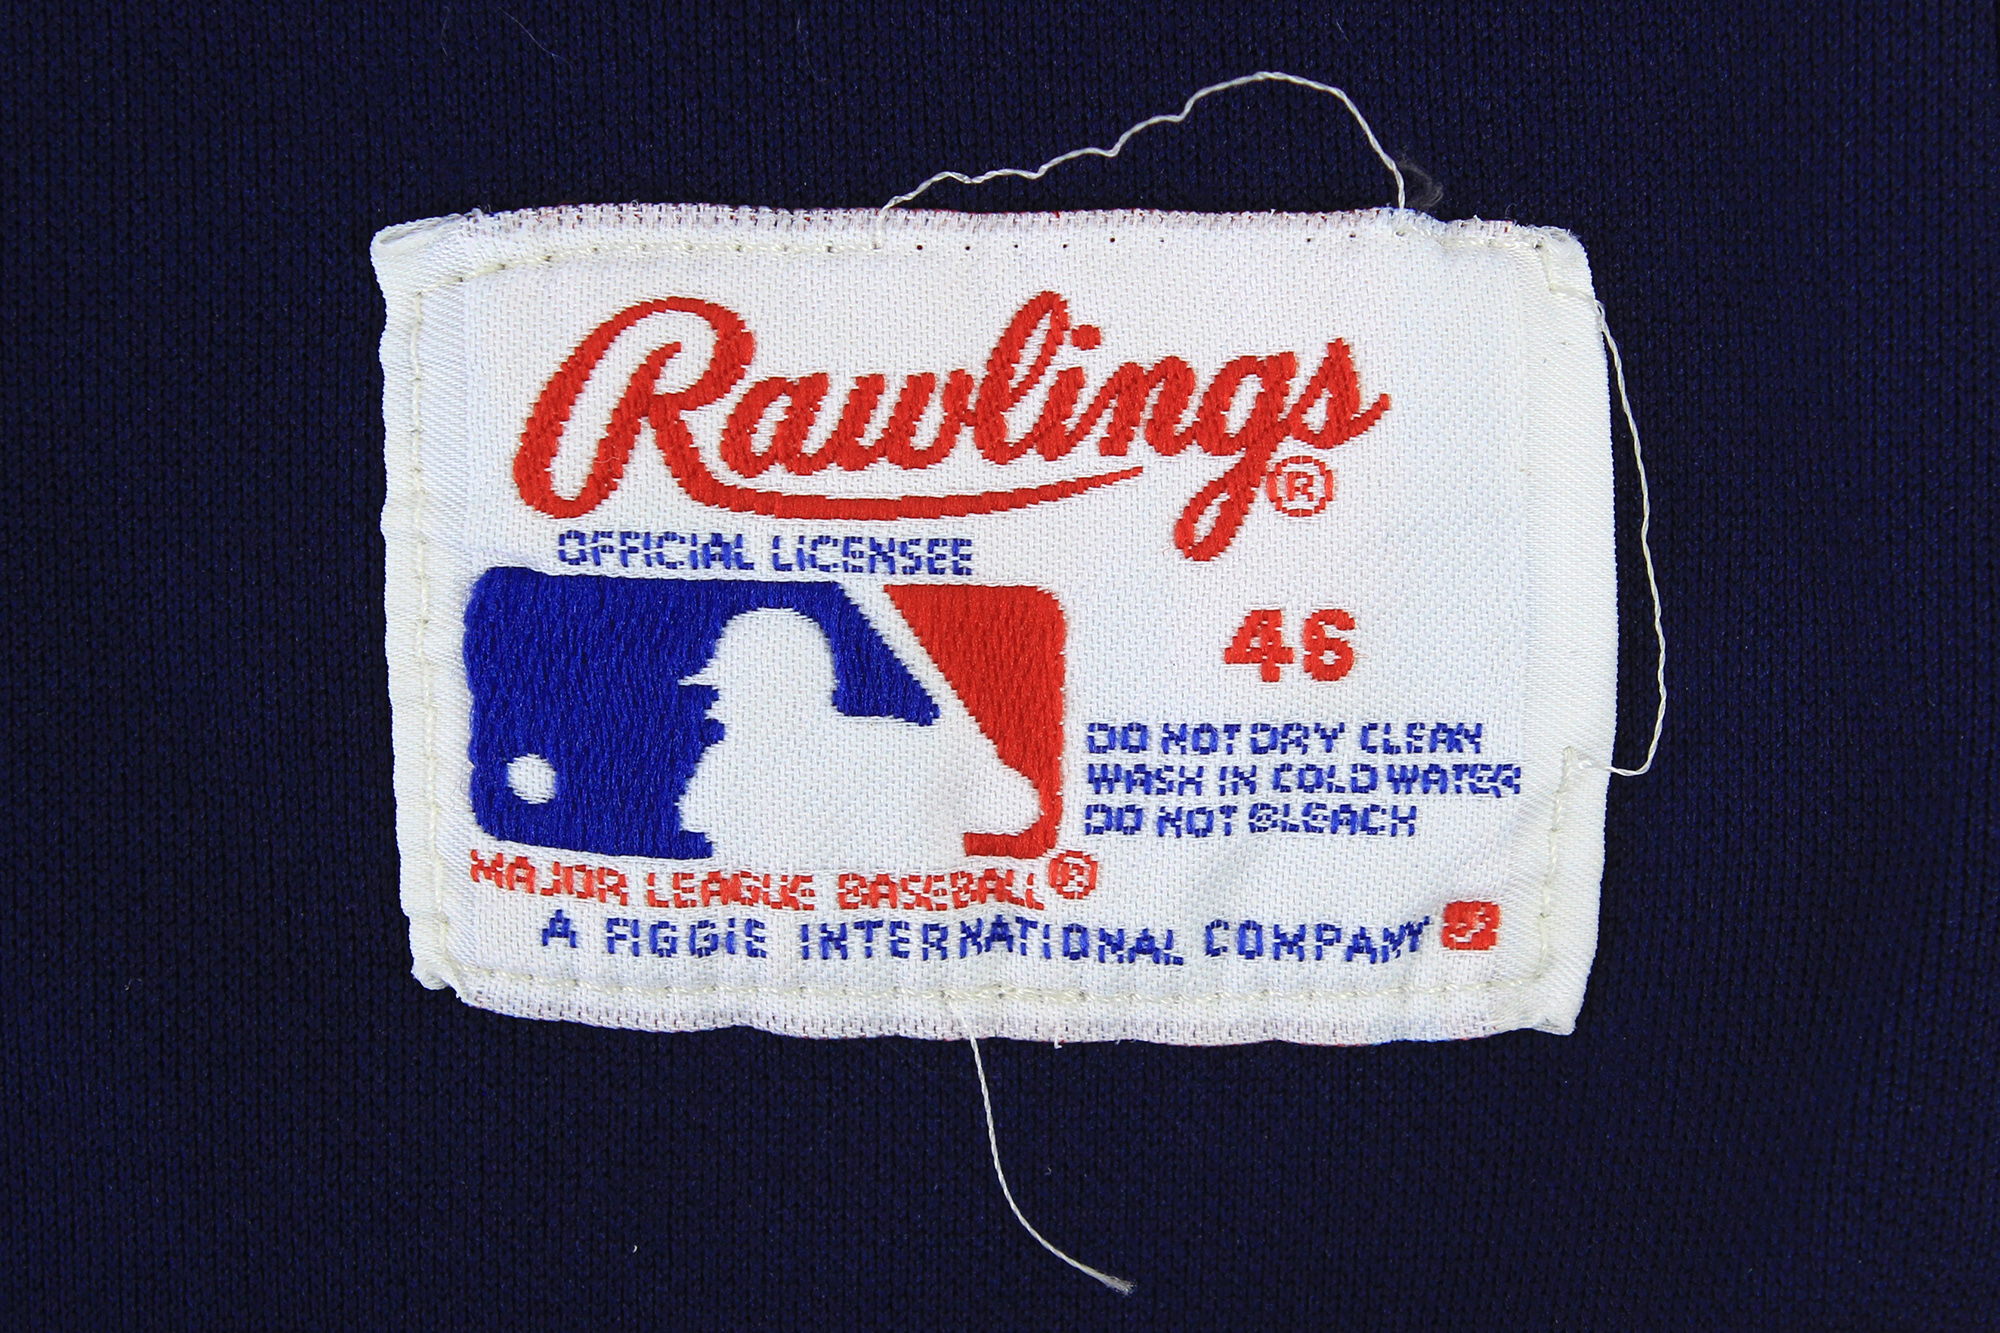 Rawlings®
OFFICIAL LICENSEE
46
DO NOT DRY CLEAN
WASH IN COLD WATER
DO NOT BLEACH
MAJOR LEAGUE BASEBALL®
A FIGGIE INTERNATIONAL COMPANY